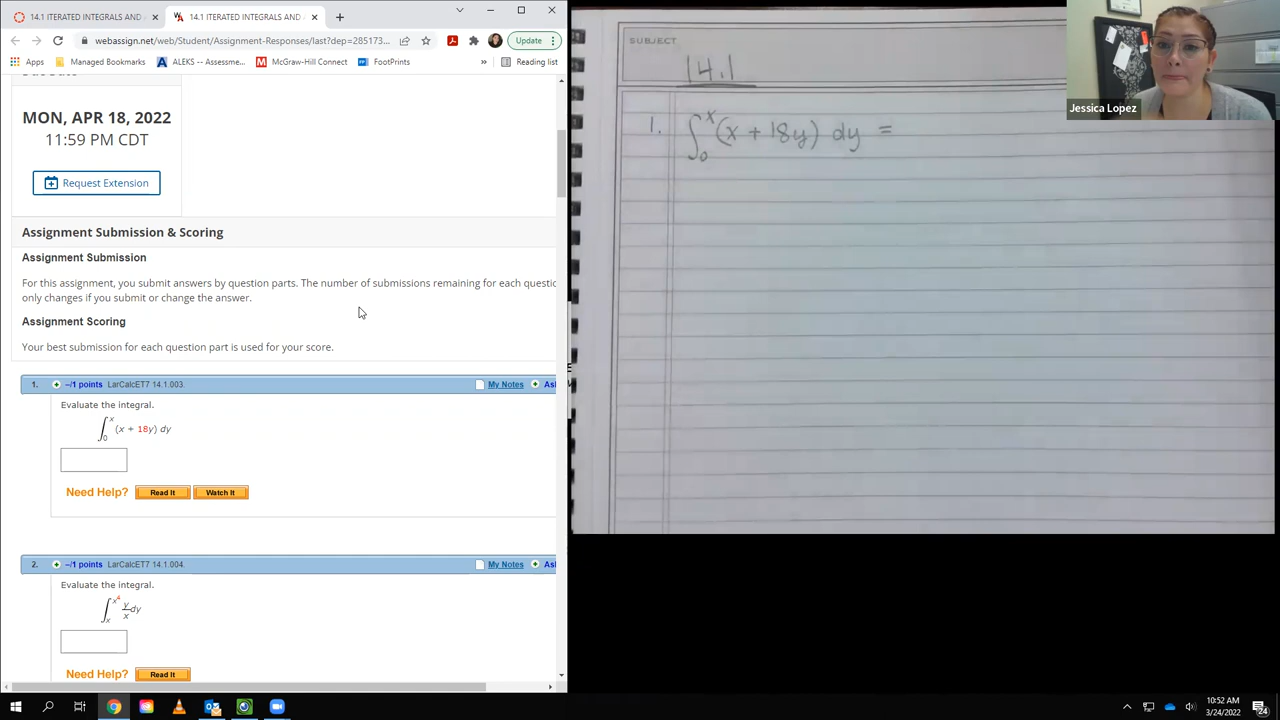 14.1 ITERATED INTEGRALS AND
14.1 ITERATED INTEGRALS AND
webassign.net/web/Student/Assignment-Responses/last?dep=285173...
Update
Apps
Managed Bookmarks
ALEKS -- Assessme...
McGraw-Hill Connect
FootPrints
»
Reading list
MON, APR 18, 2022
11:59 PM CDT
Request Extension
Assignment Submission & Scoring
Assignment Submission
For this assignment, you submit answers by question parts. The number of submissions remaining for each questio
only changes if you submit or change the answer.
Assignment Scoring
Your best submission for each question part is used for your score.
1. –/1 points LarCalcET7 14.1.003. My Notes As
Evaluate the integral.
∫₀ˣ (x + 18y) dy
Need Help? Read It Watch It
2. –/1 points LarCalcET7 14.1.004. My Notes As
Evaluate the integral.
∫ₓ^(x⁴) y/x dy
Need Help? Read It
SUBJECT
14.1
1. ∫₀ˣ (x + 18y) dy =
Jessica Lopez
10:52 AM
3/24/2022
24